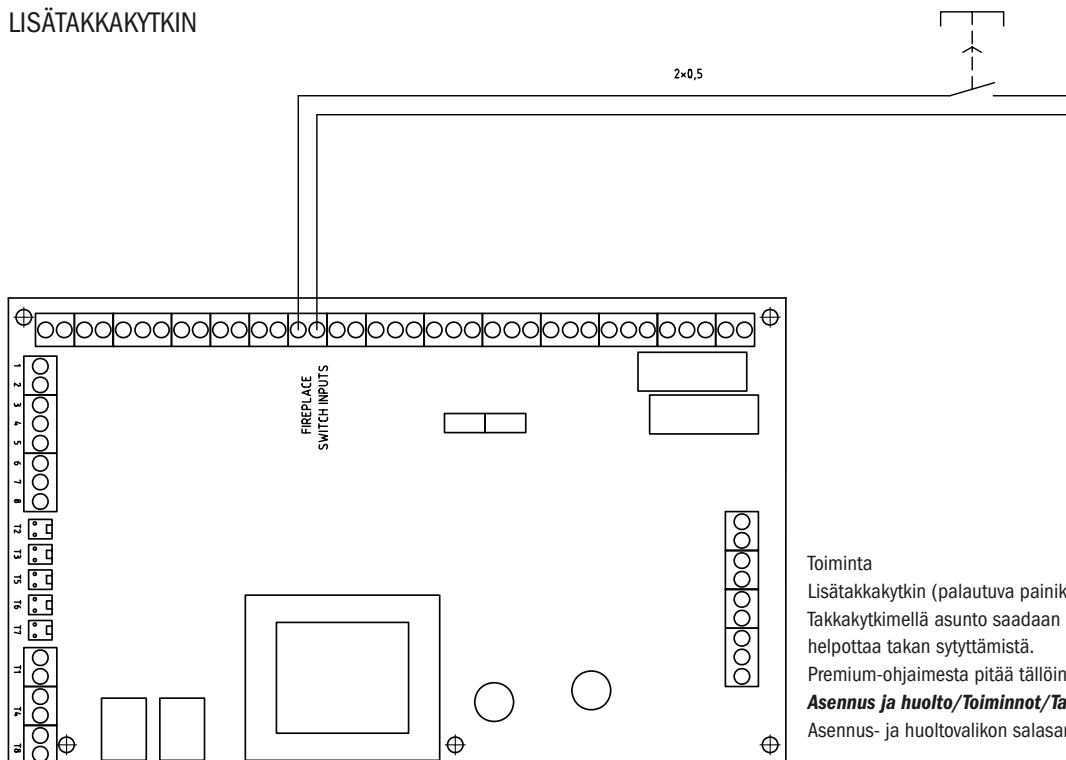 LISÄTAKKAKYTKIN
2×0,5
FIREPLACE
SWITCH INPUTS
1
2
3
4
5
6
7
8
T2
T3
T5
T6
T7
T1
T4
T8
Toiminta
Lisätakkakytkin (palautuva painik
Takkakytkimellä asunto saadaan
helpottaa takan sytyttämistä.
Premium-ohjaimesta pitää tällöin
Asennus ja huolto/Toiminnot/Ta
Asennus- ja huoltovalikon salasa